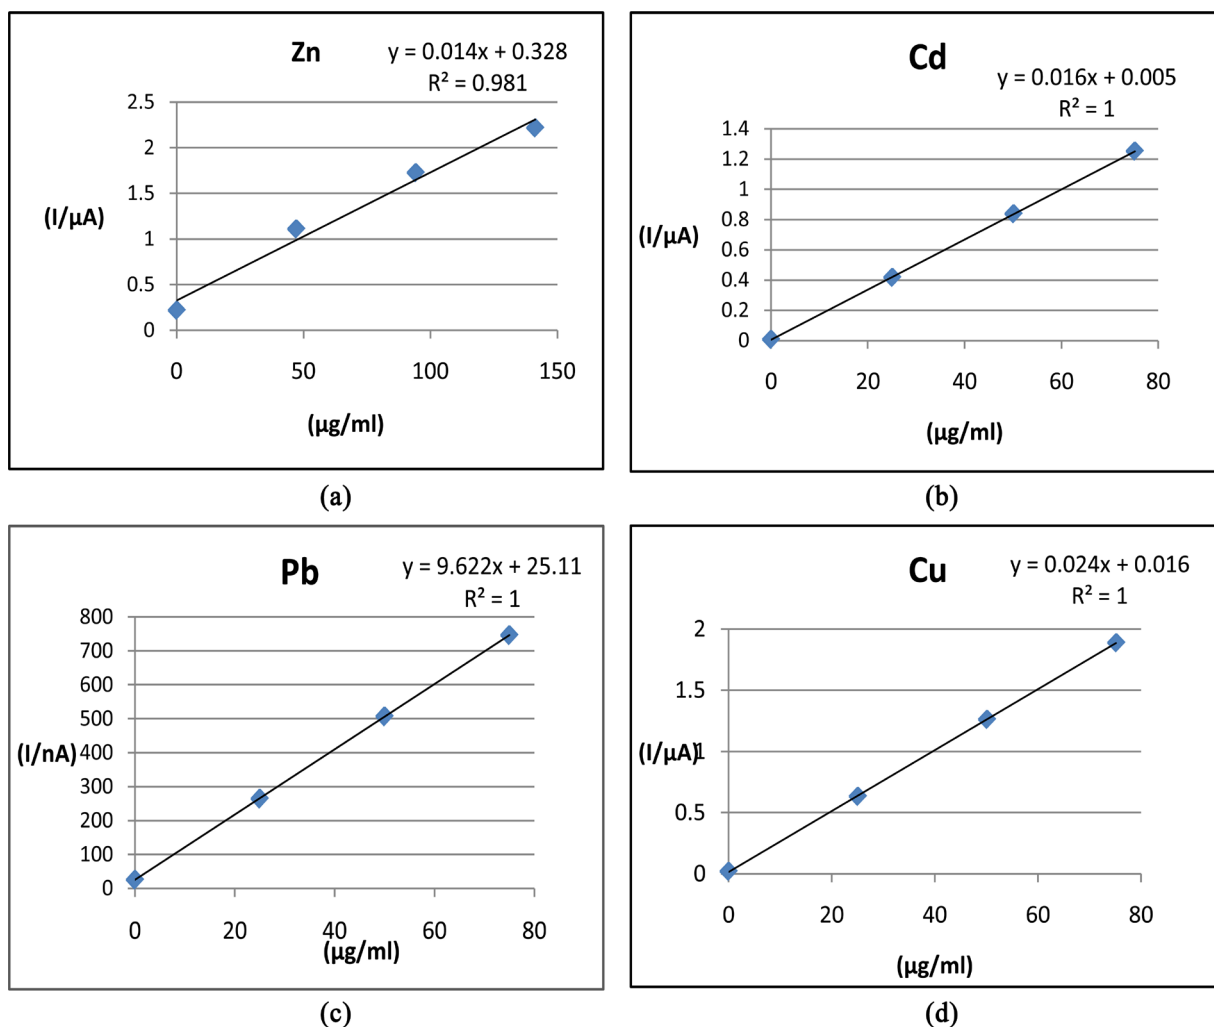 Zn
y = 0.014x + 0.328
R² = 0.981
2.5
2
1.5
1
0.5
0
(I/µA)
0 50 100 150
(µg/ml)
(a)
Cd
y = 0.016x + 0.005
R² = 1
1.4
1.2
1
0.8
0.6
0.4
0.2
0
(I/µA)
0 20 40 60 80
(µg/ml)
(b)
Pb
y = 9.622x + 25.11
R² = 1
800
700
600
500
400
300
200
100
0
(I/nA)
0 20 40 60 80
(µg/ml)
(c)
Cu
y = 0.024x + 0.016
R² = 1
2
1.5
1
0.5
0
(I/µA)
0 20 40 60 80
(µg/ml)
(d)